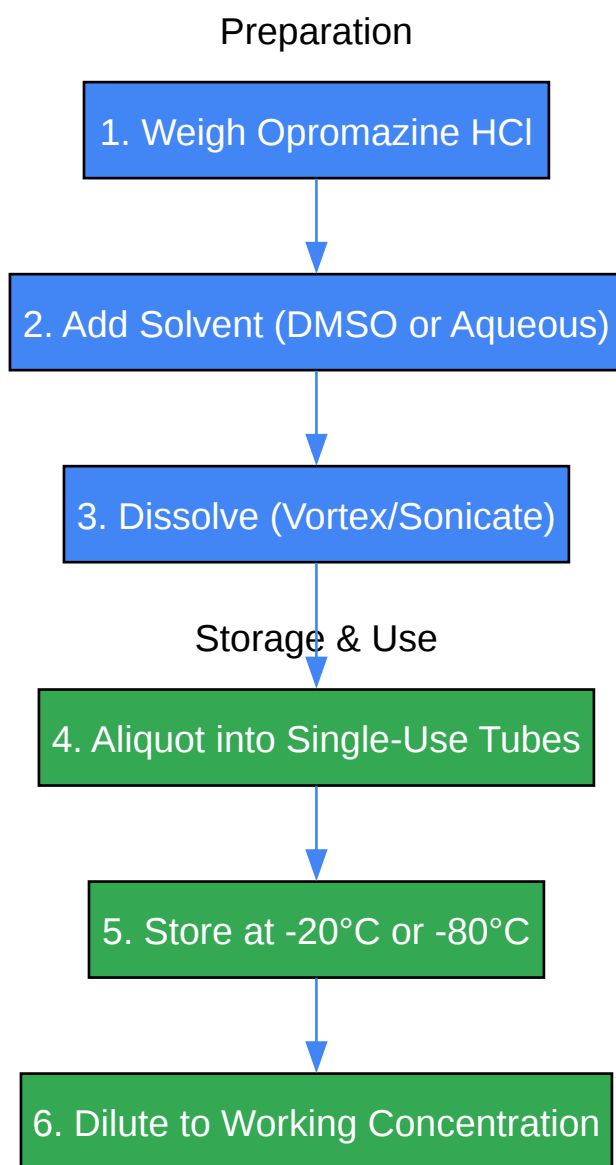 Preparation
1. Weigh Opromazine HCl
2. Add Solvent (DMSO or Aqueous)
3. Dissolve (Vortex/Sonicate)
Storage & Use
4. Aliquot into Single-Use Tubes
5. Store at -20°C or -80°C
6. Dilute to Working Concentration